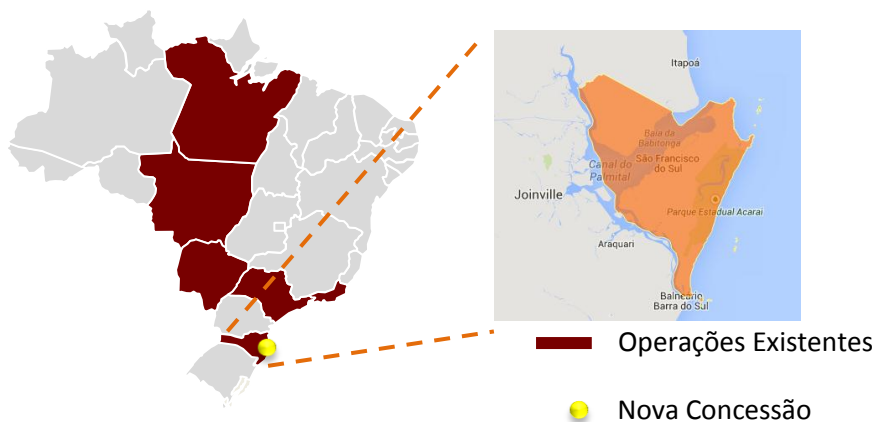 Itapoá
Baía da
Babitonga
Canal do
Palmital
São Francisco
do Sul
Joinville
Parque Estadual Acarai
Araquari
Balneário
Barra do Sul
Operações Existentes
Nova Concessão